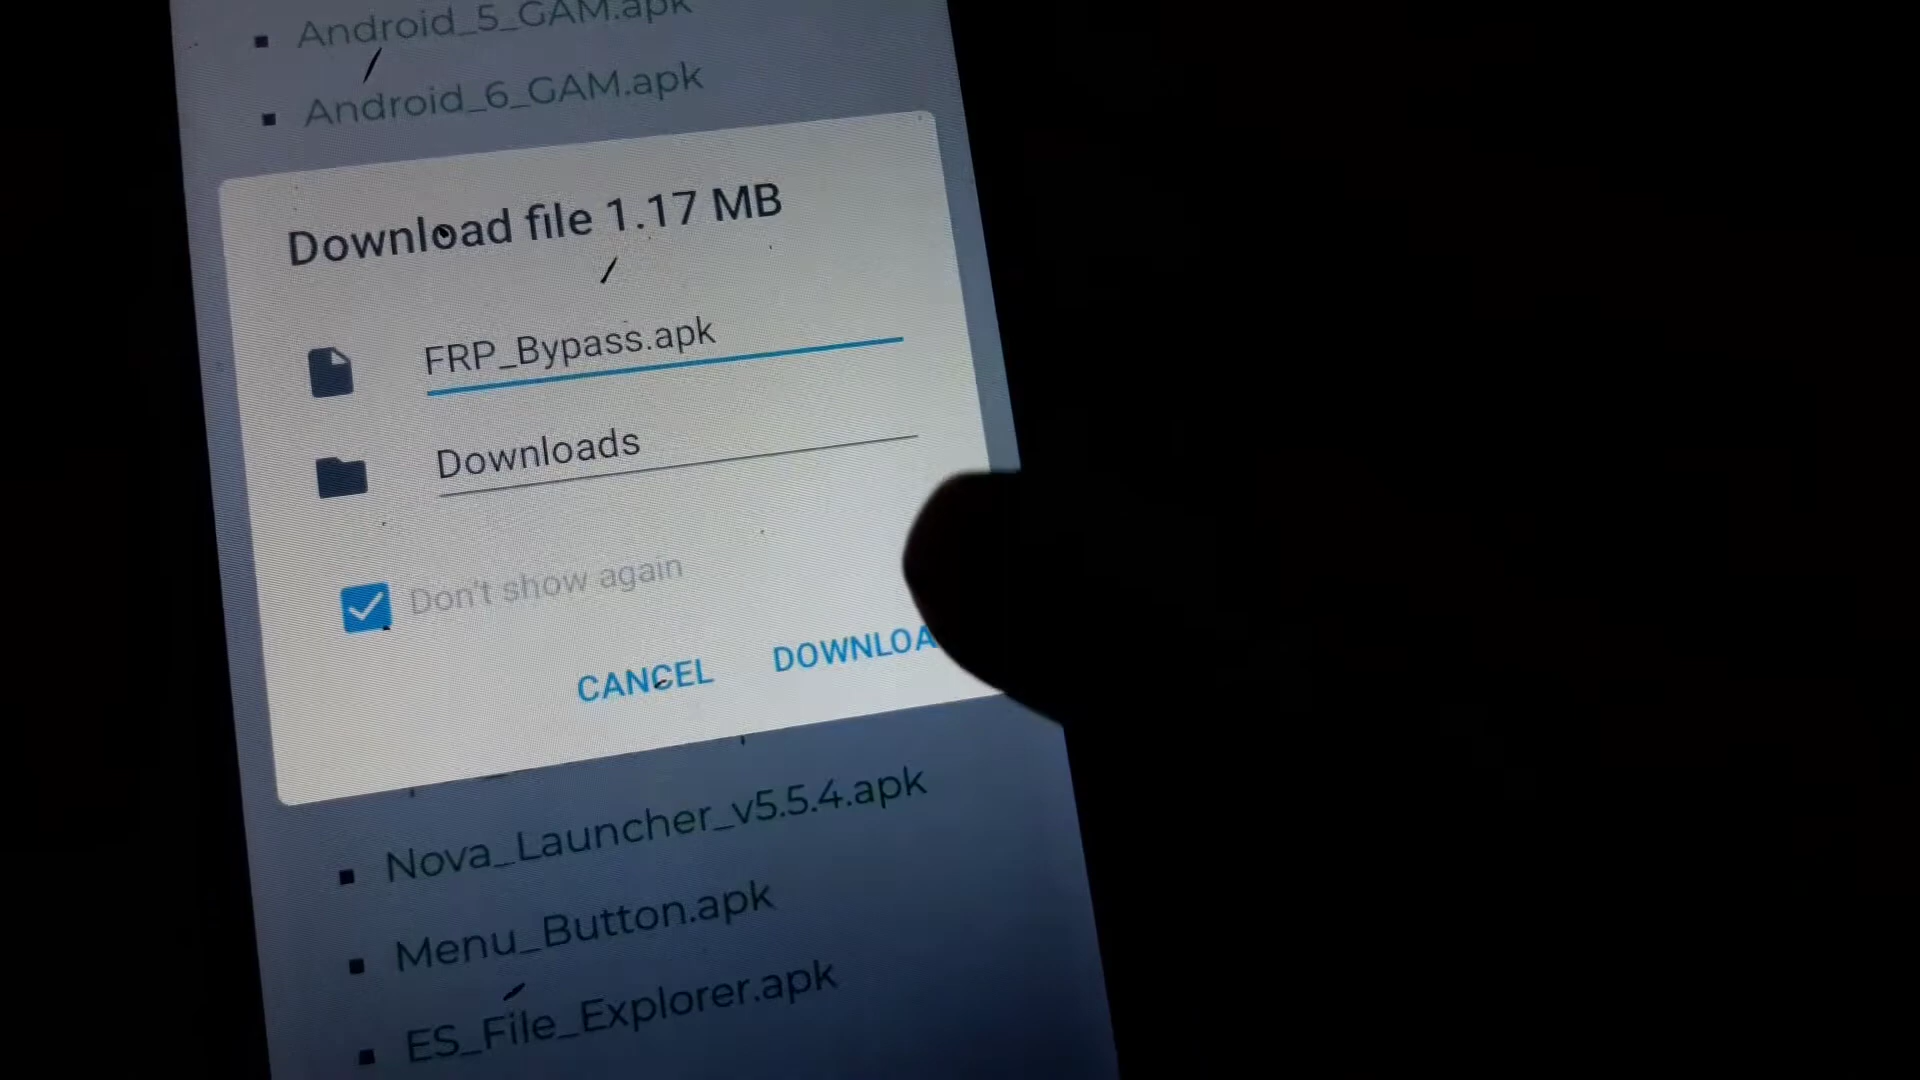 Android_5_GAM.apk
Android_6_GAM.apk
Download file 1.17 MB
FRP_Bypass.apk
Downloads
Don't show again
CANCEL DOWNLOA
Nova_Launcher_v5.5.4.apk
Menu_Button.apk
ES_File_Explorer.apk